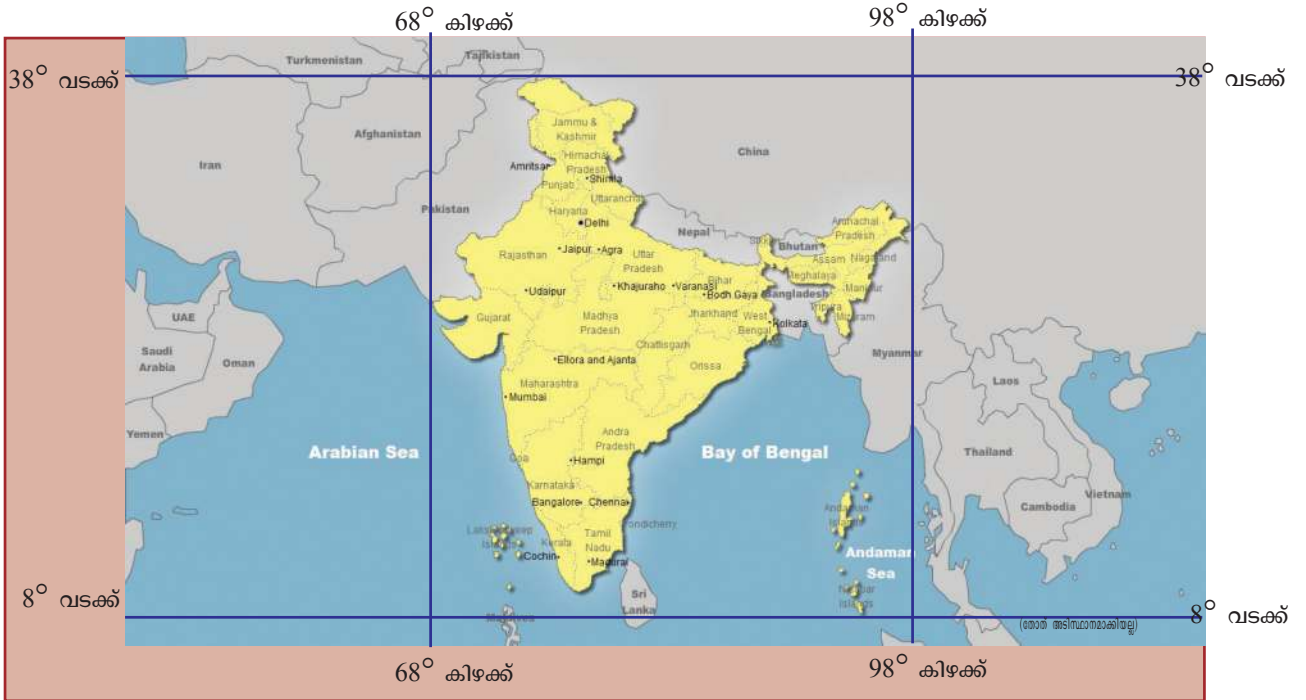 68° കിഴക്ക്
98° കിഴക്ക്
38° വടക്ക്
38° വടക്ക്
Turkmenistan
Tajikistan
Jammu &
Kashmir
Afghanistan
China
Iran
Himachal
Pradesh
Amritsar
Shimla
Punjab
Uttaranchal
Pakistan
Haryana
Delhi
Arunachal
Pradesh
Nepal
Bhutan
Rajasthan
Jaipur
Agra
Uttar
Pradesh
Assam
Nagaland
Meghalaya
Bihar
Khajuraho
Varanasi
Bodh Gaya
Bangladesh
Manipur
Udaipur
Tripura
Mizoram
UAE
Gujarat
Madhya
Pradesh
Jharkhand
West
Bengal
Kolkata
Saudi
Arabia
Oman
Chattisgarh
Myanmar
Ellora and Ajanta
Orissa
Laos
Maharashtra
Mumbai
Yemen
Andra
Pradesh
Arabian Sea
Bay of Bengal
Thailand
Goa
Hampi
Karnataka
Bangalore
Chennai
Vietnam
Cambodia
Andaman
Islands
Pondicherry
Lakshadweep
Islands
Kerala
Tamil
Nadu
Cochin
Madurai
Andaman
Sea
Sri
Lanka
Nicobar
Islands
8° വടക്ക്
8° വടക്ക്
Maldives
(തോത് അടിസ്ഥാനമാക്കിയല്ല)
68° കിഴക്ക്
98° കിഴക്ക്